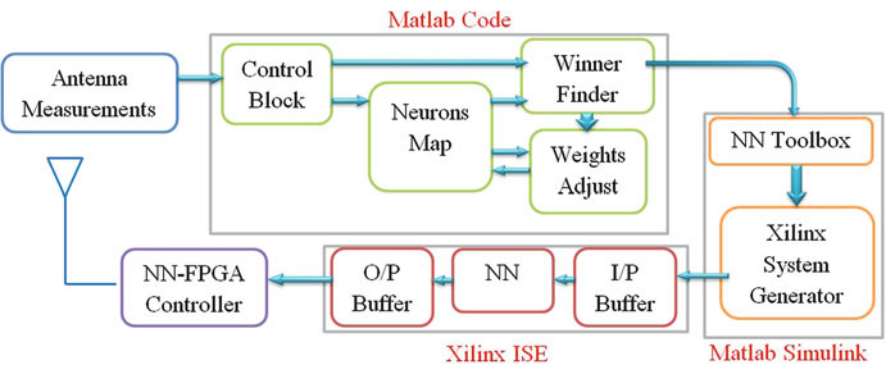 Matlab Code
Antenna
Measurements
Control
Block
Neurons
Map
Winner
Finder
Weights
Adjust
NN Toolbox
Xilinx
System
Generator
Matlab Simulink
I/P
Buffer
NN
O/P
Buffer
Xilinx ISE
NN-FPGA
Controller